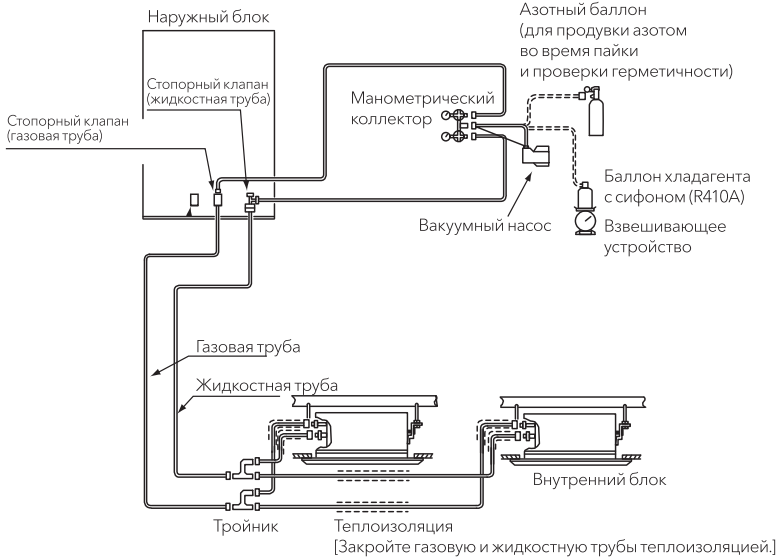 Наружный блок
Азотный баллон
(для продувки азотом
во время пайки
и проверки герметичности)
Стопорный клапан
(жидкостная труба)
Манометрический
коллектор
Стопорный клапан
(газовая труба)
Баллон хладагента
с сифоном (R410A)
Вакуумный насос
Взвешивающее
устройство
Газовая труба
Жидкостная труба
Внутренний блок
Тройник
Теплоизоляция
[Закройте газовую и жидкостную трубы теплоизоляцией.]